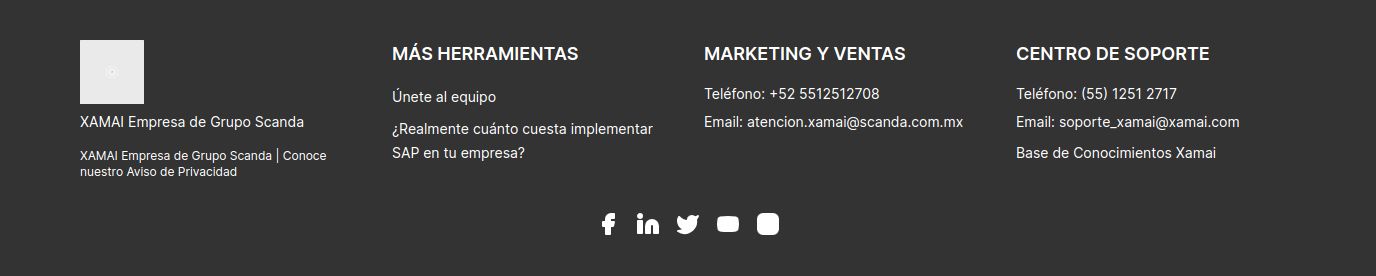 XAMAI Empresa de Grupo Scanda
XAMAI Empresa de Grupo Scanda | Conoce
nuestro Aviso de Privacidad
MÁS HERRAMIENTAS
Únete al equipo
¿Realmente cuánto cuesta implementar
SAP en tu empresa?
MARKETING Y VENTAS
Teléfono: +52 5512512708
Email: atencion.xamai@scanda.com.mx
CENTRO DE SOPORTE
Teléfono: (55) 1251 2717
Email: soporte_xamai@xamai.com
Base de Conocimientos Xamai